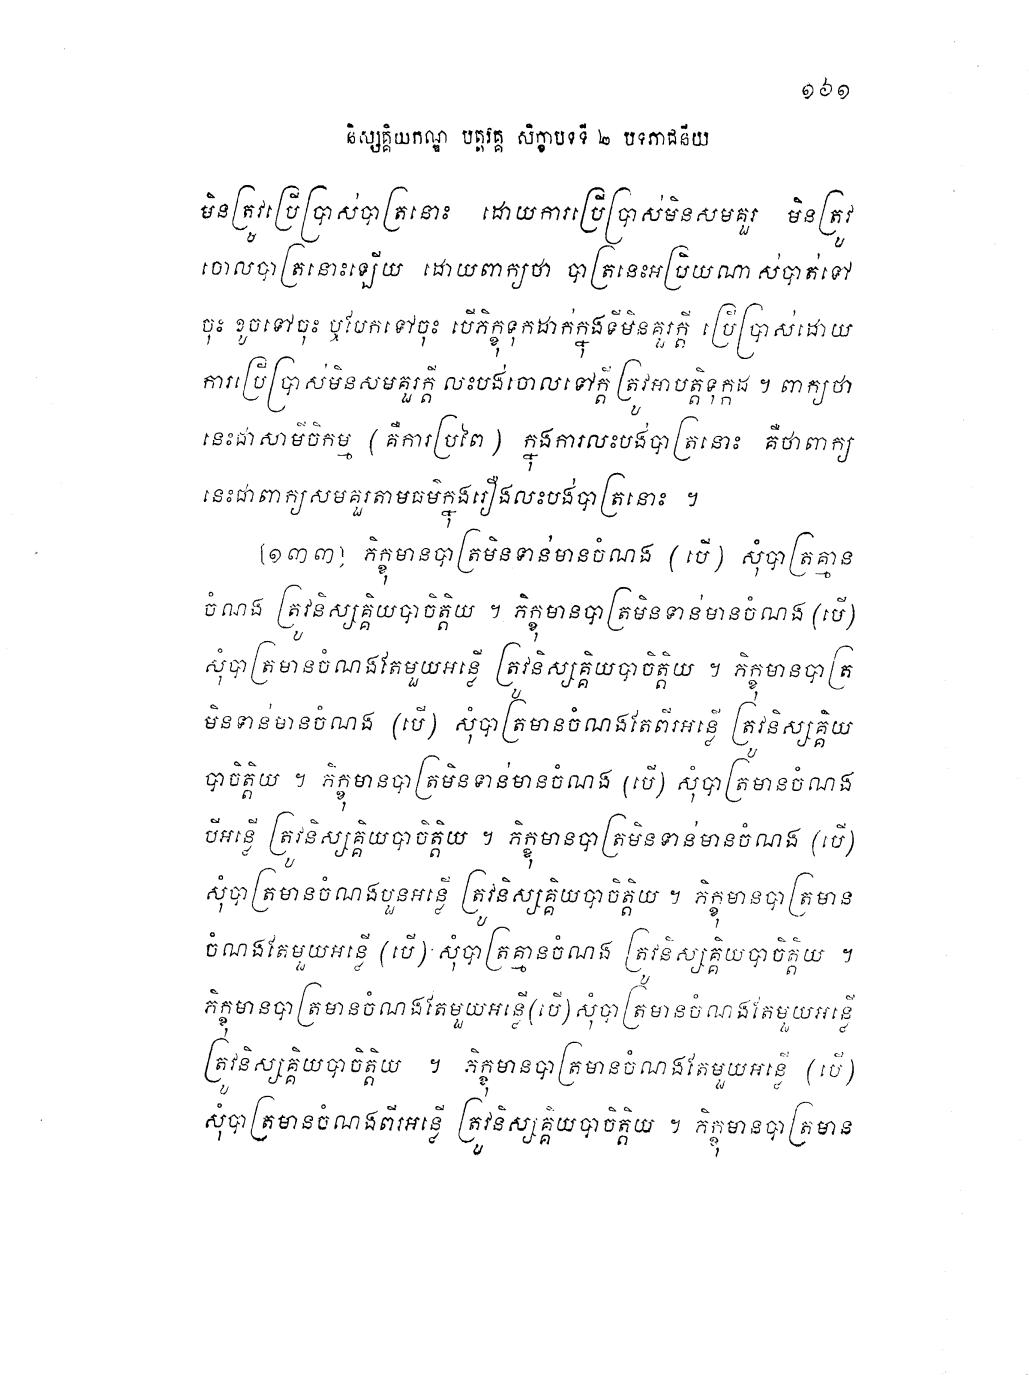 ១៦១
និស្សគ្គិយកណ្ឌ បត្តវគ្គ សិក្ខាបទទី ២ បទភាជនីយ
មិនត្រូវប្រើប្រាស់បាត្រនោះ ដោយការប្រើប្រាស់មិនសមគួរ មិនត្រូវ
ចោលបាត្រនោះឡើយ ដោយពាក្យថា បាត្រនេះអប្រិយណាស់បាត់ទៅ
ចុះ ខូចទៅចុះ ឬបែកទៅចុះ បើភិក្ខុទុកដាក់ក្នុងទីមិនគួរក្តី ប្រើប្រាស់ដោយ
ការប្រើប្រាស់មិនសមគួរក្តី លះបង់ចោលទៅក្តី ត្រូវអាបត្តិទុក្កដ ។ ពាក្យថា
នេះជាសាមីចិកម្ម (គឺការប្រពៃ) ក្នុងការលះបង់បាត្រនោះ គឺថាពាក្យ
នេះជាពាក្យសមគួរតាមធម៌ក្នុងរឿងលះបង់បាត្រនោះ ។
[១៣៣] ភិក្ខុមានបាត្រមិនទាន់មានចំណង (បើ) សុំបាត្រគ្មាន
ចំណង ត្រូវនិស្សគ្គិយបាចិត្តិយ ។ ភិក្ខុមានបាត្រមិនទាន់មានចំណង (បើ)
សុំបាត្រមានចំណងតែមួយអន្លើ ត្រូវនិស្សគ្គិយបាចិត្តិយ ។ ភិក្ខុមានបាត្រ
មិនទាន់មានចំណង (បើ) សុំបាត្រមានចំណងតែពីរអន្លើ ត្រូវនិស្សគ្គិយ
បាចិត្តិយ ។ ភិក្ខុមានបាត្រមិនទាន់មានចំណង (បើ) សុំបាត្រមានចំណង
បីអន្លើ ត្រូវនិស្សគ្គិយបាចិត្តិយ ។ ភិក្ខុមានបាត្រមិនទាន់មានចំណង (បើ)
សុំបាត្រមានចំណងបួនអន្លើ ត្រូវនិស្សគ្គិយបាចិត្តិយ ។ ភិក្ខុមានបាត្រមាន
ចំណងតែមួយអន្លើ (បើ) សុំបាត្រគ្មានចំណង ត្រូវនិស្សគ្គិយបាចិត្តិយ ។
ភិក្ខុមានបាត្រមានចំណងតែមួយអន្លើ (បើ) សុំបាត្រមានចំណងតែមួយអន្លើ
ត្រូវនិស្សគ្គិយបាចិត្តិយ ។ ភិក្ខុមានបាត្រមានចំណងតែមួយអន្លើ (បើ)
សុំបាត្រមានចំណងពីរអន្លើ ត្រូវនិស្សគ្គិយបាចិត្តិយ ។ ភិក្ខុមានបាត្រមាន